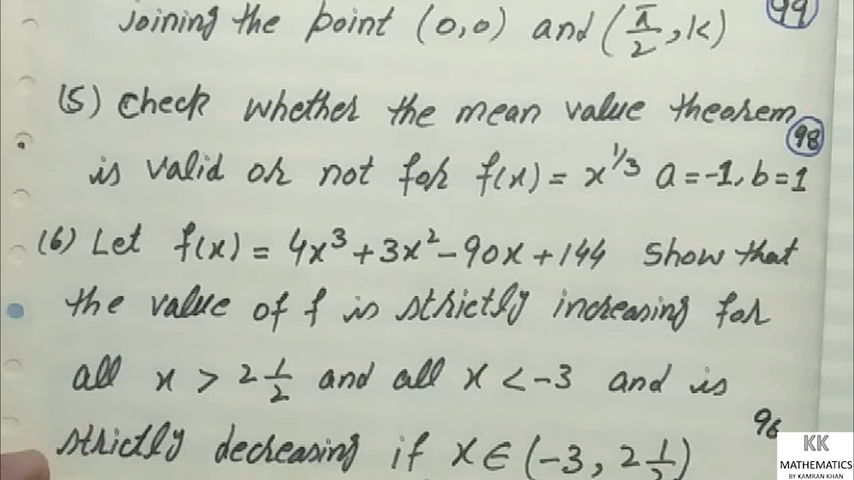 joining the point (0,0) and (π/2, k)
99
(5) Check whether the mean value theorem
98
is valid or not for f(x) = x^1/3 a = -1, b = 1
(6) Let f(x) = 4x³ + 3x² - 90x + 144 Show that
the value of f is strictly increasing for
all x > 2 1/2 and all x < -3 and is
96
strictly decreasing if x ∈ (-3, 2 1/2)
KK
MATHEMATICS
BY KAMRAN KHAN